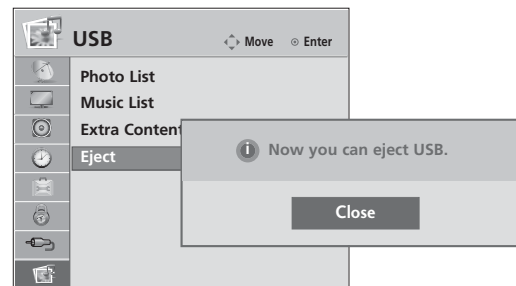 USB
Move
Enter
Photo List
Music List
Extra Content
Eject
Now you can eject USB.
Close